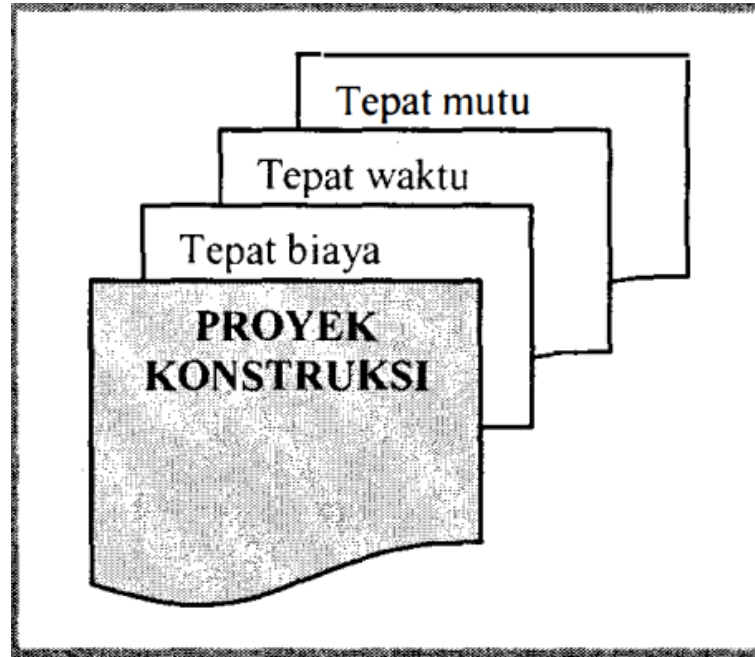 Tepat mutu
Tepat waktu
Tepat biaya
PROYEK
KONSTRUKSI